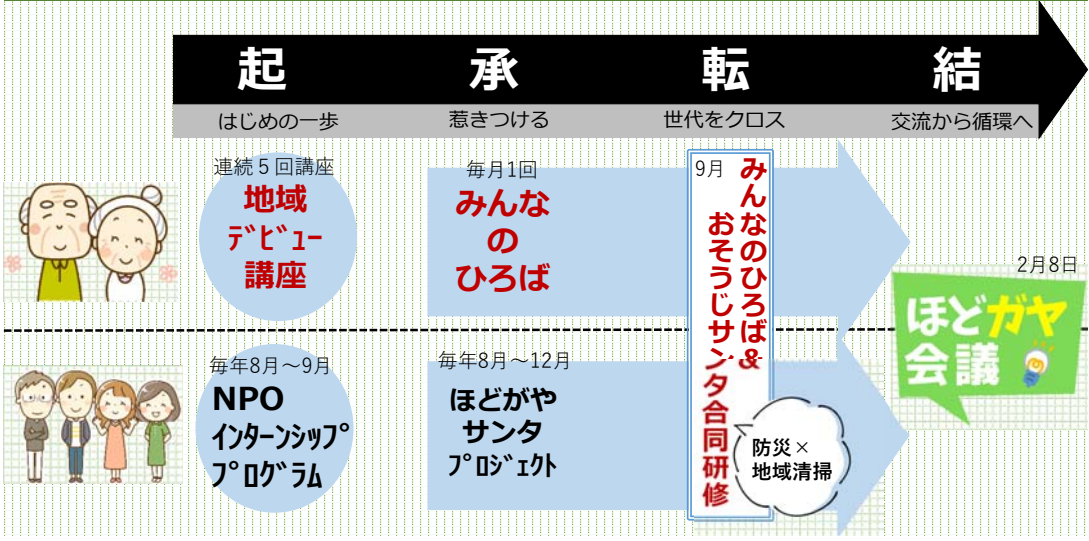 起 承 転 結
はじめの一歩 惹きつける 世代をクロス 交流から循環へ
連続5回講座
地域
ﾃﾞﾋﾞｭｰ
講座
毎月1回
みんな
の
ひろば
9月
みんなのひろば&
おそうじサンタ合同研修
防災×
地域清掃
2月8日
ほどガヤ
会議
毎年8月～9月
NPO
ｲﾝﾀｰﾝｼｯﾌﾟ
ﾌﾟﾛｸﾞﾗﾑ
毎年8月～12月
ほどがや
サンタ
ﾌﾟﾛｼﾞｪｸﾄ